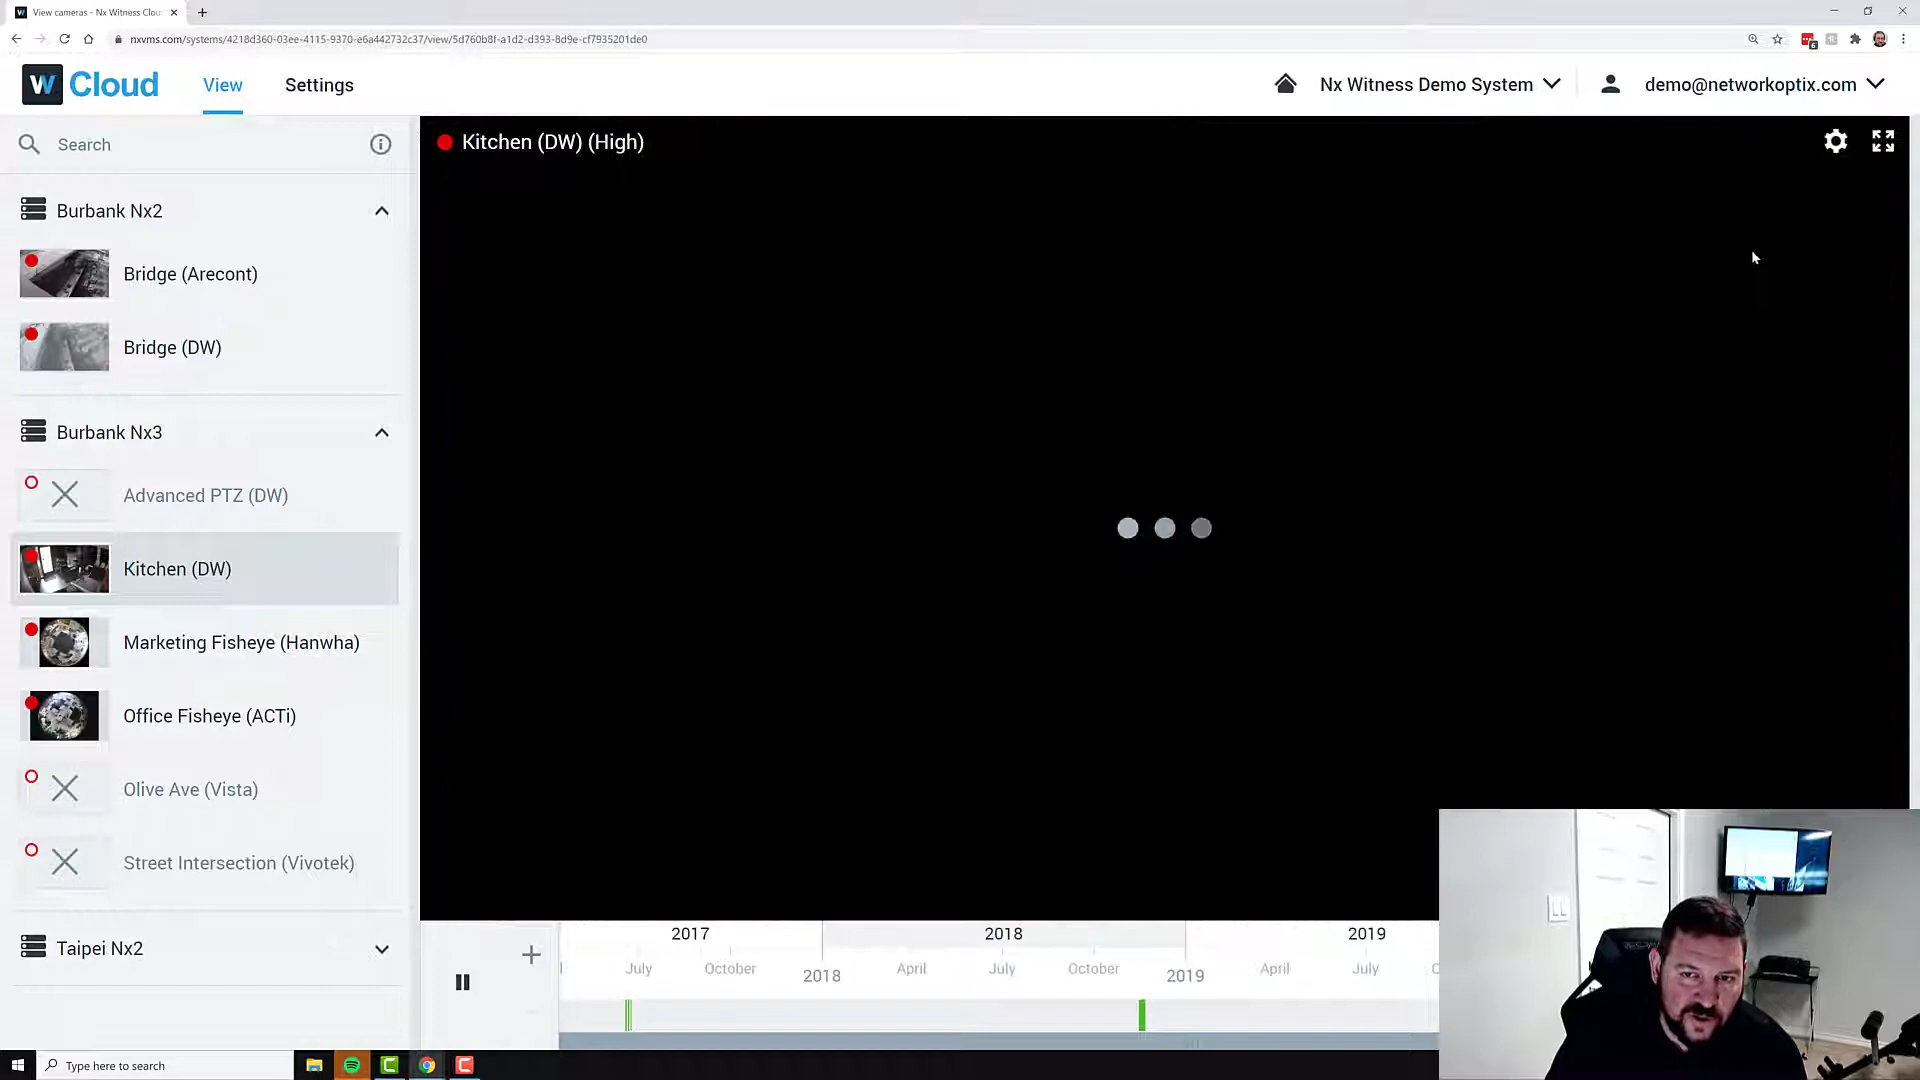 View cameras - Nx Witness Clou
nxvms.com/systems/4218d360-03ee-4115-9370-e6a442732c37/view/5d760b8f-a1d2-d393-8d9e-cf7935201de0
W Cloud
View
Settings
Nx Witness Demo System
demo@networkoptix.com
Search
Kitchen (DW) (High)
Burbank Nx2
Bridge (Arecont)
Bridge (DW)
Burbank Nx3
Advanced PTZ (DW)
Kitchen (DW)
Marketing Fisheye (Hanwha)
Office Fisheye (ACTi)
Olive Ave (Vista)
Street Intersection (Vivotek)
Taipei Nx2
2017
2018
2019
July
October
2018
April
July
October
2019
April
July
Type here to search